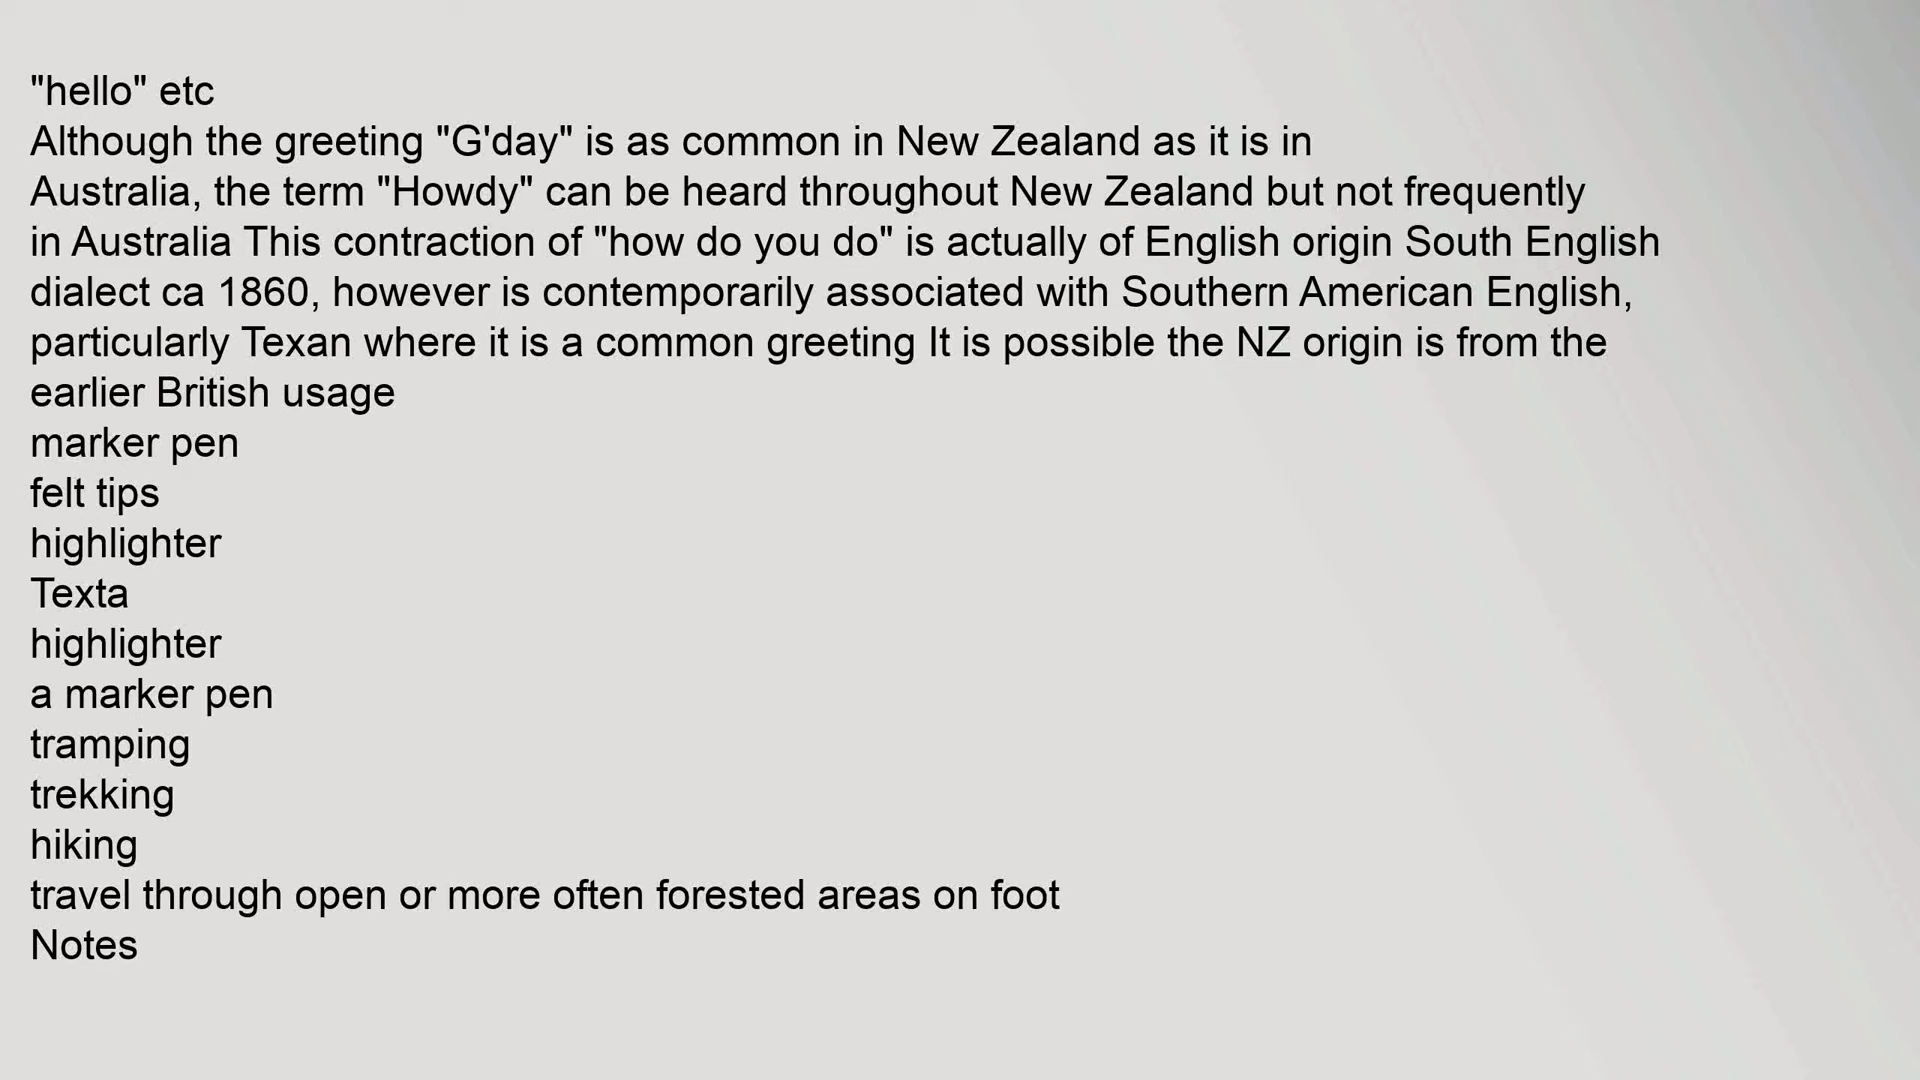 "hello" etc
Although the greeting "G'day" is as common in New Zealand as it is in
Australia, the term "Howdy" can be heard throughout New Zealand but not frequently
in Australia This contraction of "how do you do" is actually of English origin South English
dialect ca 1860, however is contemporarily associated with Southern American English,
particularly Texan where it is a common greeting It is possible the NZ origin is from the
earlier British usage
marker pen
felt tips
highlighter
Texta
highlighter
a marker pen
tramping
trekking
hiking
travel through open or more often forested areas on foot
Notes